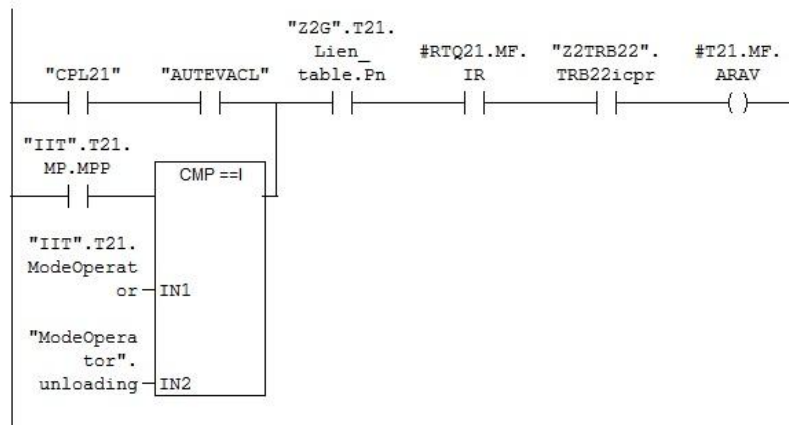 "Z2G".T21.
Lien_
table.Pn
#RTQ21.MF.
IR
"Z2TRB22".
TRB22icpr
#T21.MF.
ARAV
"CPL21"
"AUTEVACL"
"IIT".T21.
MP.MPP
CMP ==I
"IIT".T21.
ModeOperat
or
IN1
"ModeOpera
tor".
unloading
IN2